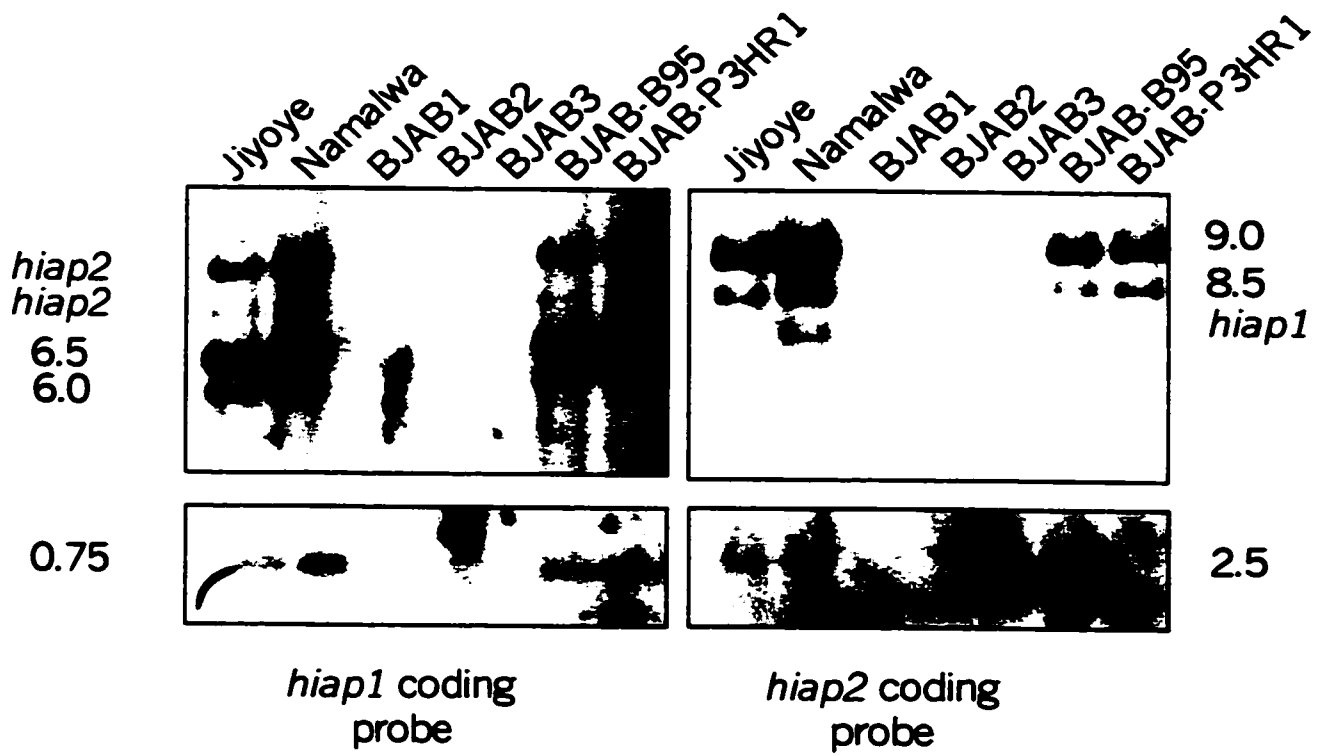 Jiyoye
Namalwa
BJAB1
BJAB2
BJAB3
BJAB-B95
BJAB-P3HR1
Jiyoye
Namalwa
BJAB1
BJAB2
BJAB3
BJAB-B95
BJAB-P3HR1
hiap2
hiap2
6.5
6.0
9.0
8.5
hiap1
0.75
2.5
hiap1 coding
probe
hiap2 coding
probe